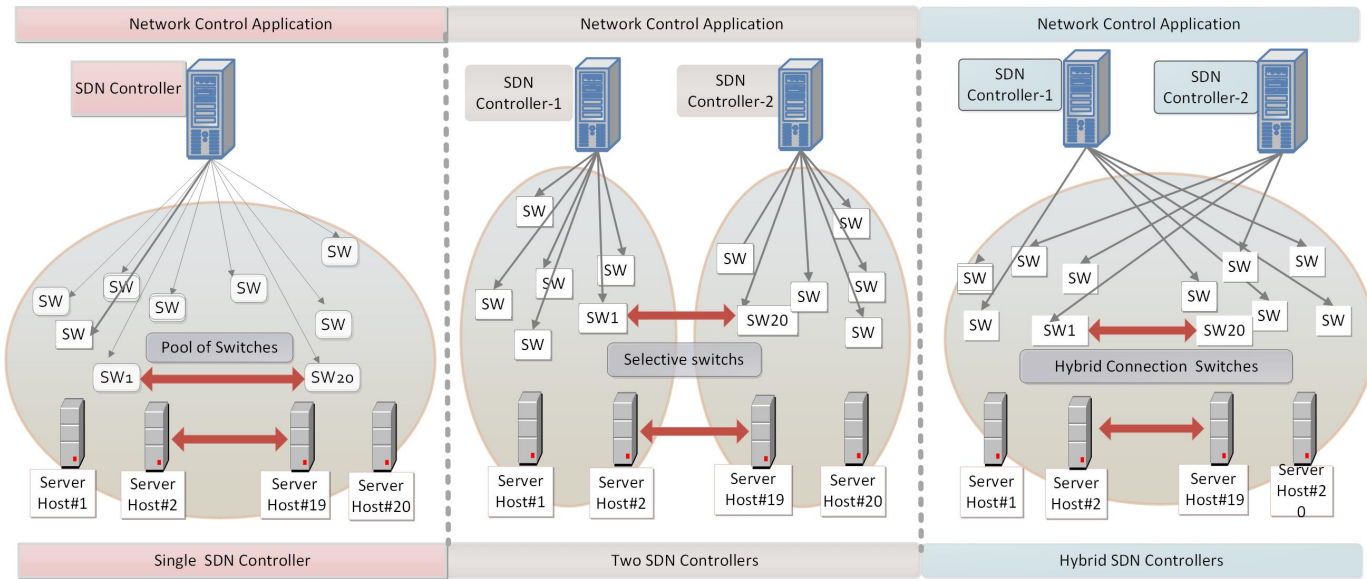 Network Control Application
SDN Controller
SW
SW
SW
SW
SW
SW
SW
Pool of Switches
SW1
SW20
Server
Host#1
Server
Host#2
Server
Host#19
Server
Host#20
Single SDN Controller
Network Control Application
SDN
Controller-1
SDN
Controller-2
SW
SW
SW
SW
SW
SW
SW
SW
SW
SW
SW1
SW20
Selective switchs
Server
Host#1
Server
Host#2
Server
Host#19
Server
Host#20
Two SDN Controllers
Network Control Application
SDN
Controller-1
SDN
Controller-2
SW
SW
SW
SW
SW
SW
SW
SW
SW
SW1
SW20
Hybrid Connection Switches
Server
Host#1
Server
Host#2
Server
Host#19
Server
Host#2
0
Hybrid SDN Controllers